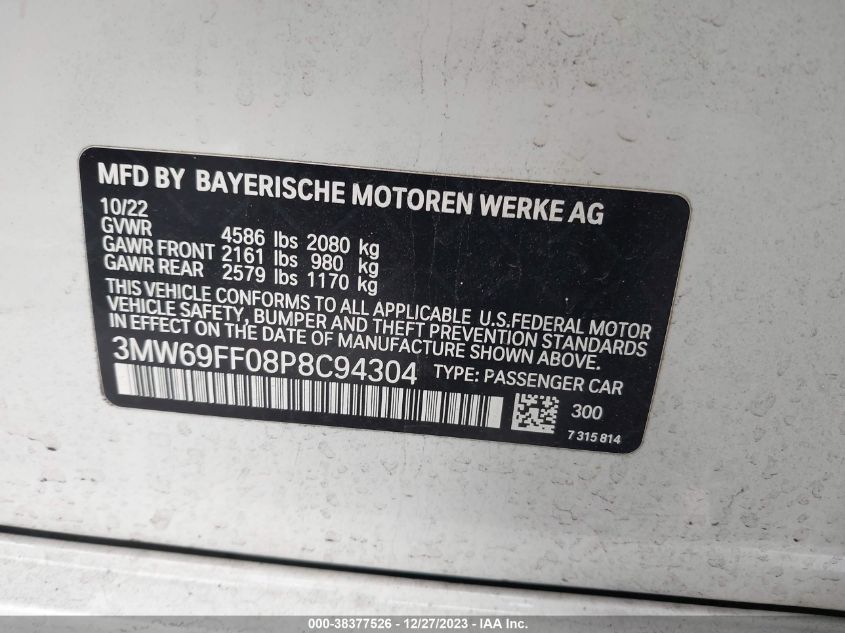 MFD BY BAYERISCHE MOTOREN WERKE AG
10/22
GVWR 4586 lbs 2080 kg
GAWR FRONT 2161 lbs 980 kg
GAWR REAR 2579 lbs 1170 kg
THIS VEHICLE CONFORMS TO ALL APPLICABLE U.S.FEDERAL MOTOR
VEHICLE SAFETY, BUMPER AND THEFT PREVENTION STANDARDS
IN EFFECT ON THE DATE OF MANUFACTURE SHOWN ABOVE.
3MW69FF08P8C94304 TYPE: PASSENGER CAR
300
7 315 814
000-38377526 - 12/27/2023 - IAA Inc.